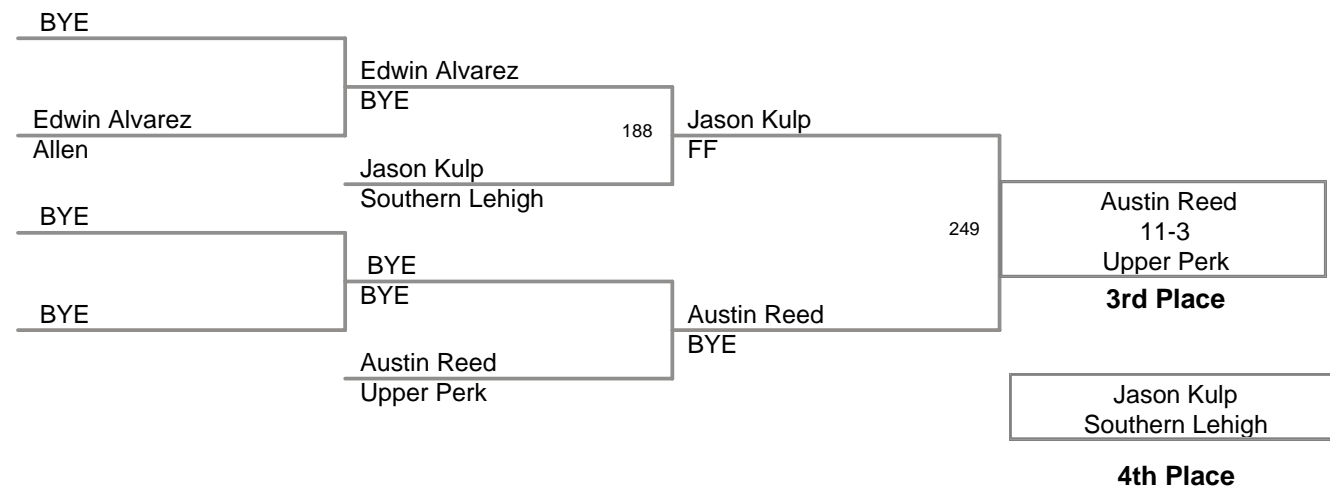 BYE
Edwin Alvarez
Allen
BYE
BYE
Edwin Alvarez
BYE
188
Jason Kulp
Southern Lehigh
BYE
BYE
Austin Reed
Upper Perk
Jason Kulp
FF
249
Austin Reed
BYE
Austin Reed
11-3
Upper Perk
3rd Place
Jason Kulp
Southern Lehigh
4th Place